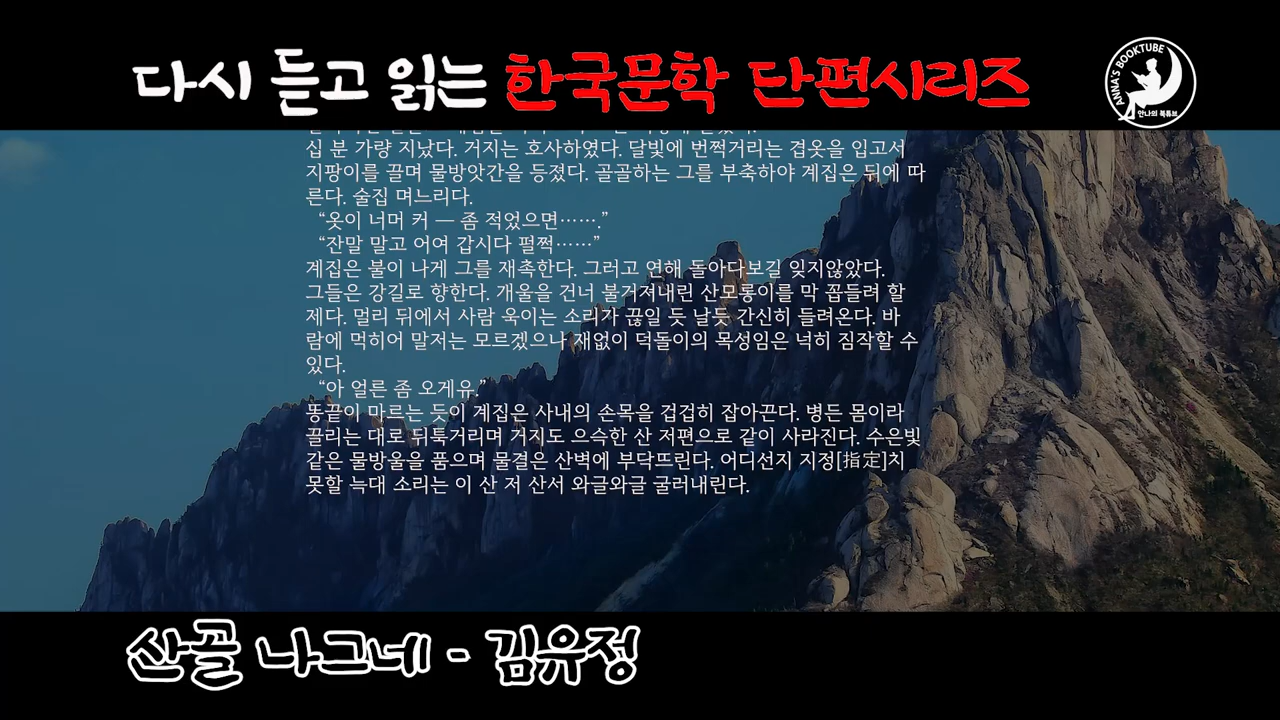 다시 듣고 읽는 한국문학 단편시리즈
ANNA'S BOOKTUBE
안나의 북튜브
십 분 가량 지났다. 거지는 호사하였다. 달빛에 번쩍거리는 겹옷을 입고서
지팡이를 끌며 물방앗간을 등졌다. 골골하는 그를 부축하야 계집은 뒤에 따
른다. 술집 며느리다.
“옷이 너머 커 ― 좀 적었으면…….”
“잔말 말고 어여 갑시다 펄쩍……”
계집은 불이 나게 그를 재촉한다. 그러고 연해 돌아다보길 잊지않았다.
그들은 강길로 향한다. 개울을 건너 불거져내린 산모롱이를 막 꼽들려 할
제다. 멀리 뒤에서 사람 욱이는 소리가 끊일 듯 날듯 간신히 들려온다. 바
람에 먹히어 말저는 모르겠으나 재없이 덕돌이의 목성임은 넉히 짐작할 수
있다.
“아 얼른 좀 오게유.”
똥끝이 마르는 듯이 계집은 사내의 손목을 겁겁히 잡아끈다. 병든 몸이라
끌리는 대로 뒤툭거리며 거지도 으슥한 산 저편으로 같이 사라진다. 수은빛
같은 물방울을 품으며 물결은 산벽에 부닥뜨린다. 어디선지 지정[指定]치
못할 늑대 소리는 이 산 저 산서 와글와글 굴러내린다.
산골 나그네 - 김유정